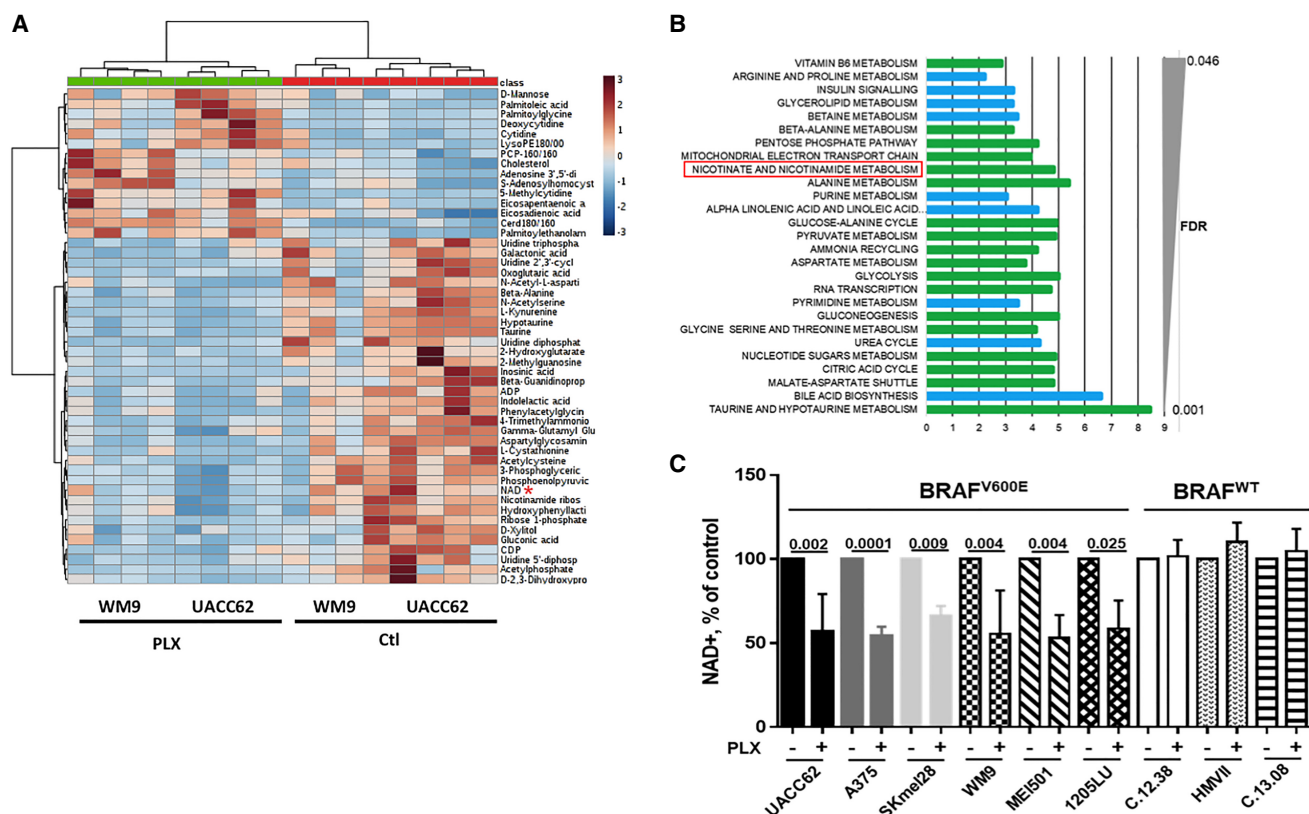 A
class
D-Mannose
Palmitoleic acid
Palmitoylglycine
Deoxycytidine
Cytidine
LysoPE180/00
PCP-160/160
Cholesterol
Adenosine 3',5'-di
S-Adenosylhomocyst
5-Methylcytidine
Eicosapentaenoic a
Eicosadienoic acid
Cerd180/160
Palmitoylethanolam
Uridine triphospha
Galactonic acid
Uridine 2',3'-cycl
Oxoglutaric acid
N-Acetyl-L-asparti
Beta-Alanine
N-Acetylserine
L-Kynurenine
Hypotaurine
Taurine
Uridine diphosphat
2-Hydroxyglutarate
2-Methylguanosine
Inosinic acid
Beta-Guanidinoprop
ADP
Indolelactic acid
Phenylacetylglycin
4-Trimethylammonio
Gamma-Glutamyl Glu
Aspartylglycosamin
L-Cystathionine
Acetylcysteine
3-Phosphoglyceric
Phosphoenolpyruvic
NAD *
Nicotinamide ribos
Hydroxyphenyllacti
Ribose 1-phosphate
D-Xylitol
Gluconic acid
CDP
Uridine 5'-diphosp
Acetylphosphate
D-2,3-Dihydroxypro
3
2
1
0
-1
-2
-3
WM9 UACC62 WM9 UACC62
PLX Ctl
B
VITAMIN B6 METABOLISM
ARGININE AND PROLINE METABOLISM
INSULIN SIGNALLING
GLYCEROLIPID METABOLISM
BETAINE METABOLISM
BETA-ALANINE METABOLISM
PENTOSE PHOSPHATE PATHWAY
MITOCHONDRIAL ELECTRON TRANSPORT CHAIN
NICOTINATE AND NICOTINAMIDE METABOLISM
ALANINE METABOLISM
PURINE METABOLISM
ALPHA LINOLENIC ACID AND LINOLEIC ACID...
GLUCOSE-ALANINE CYCLE
PYRUVATE METABOLISM
AMMONIA RECYCLING
ASPARTATE METABOLISM
GLYCOLYSIS
RNA TRANSCRIPTION
PYRIMIDINE METABOLISM
GLUCONEOGENESIS
GLYCINE SERINE AND THREONINE METABOLISM
UREA CYCLE
NUCLEOTIDE SUGARS METABOLISM
CITRIC ACID CYCLE
MALATE-ASPARTATE SHUTTLE
BILE ACID BIOSYNTHESIS
TAURINE AND HYPOTAURINE METABOLISM
0 1 2 3 4 5 6 7 8 9
0.046
FDR
0.001
C
NAD+, % of control
150
100
50
0
BRAFV600E BRAFWT
0.002 0.0001 0.009 0.004 0.004 0.025
PLX - + - + - + - + - + - + - + - + - +
UACC62 A375 SKmel28 WM9 MEl501 1205LU C.12.38 HMVII C.13.08